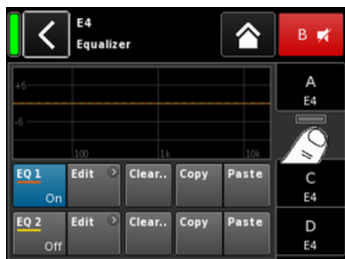 E4
Equalizer
B
+6
-6
100 1k 10k
A
E4
C
E4
D
E4
EQ 1
On
Edit
Clear..
Copy
Paste
EQ 2
Off
Edit
Clear..
Copy
Paste